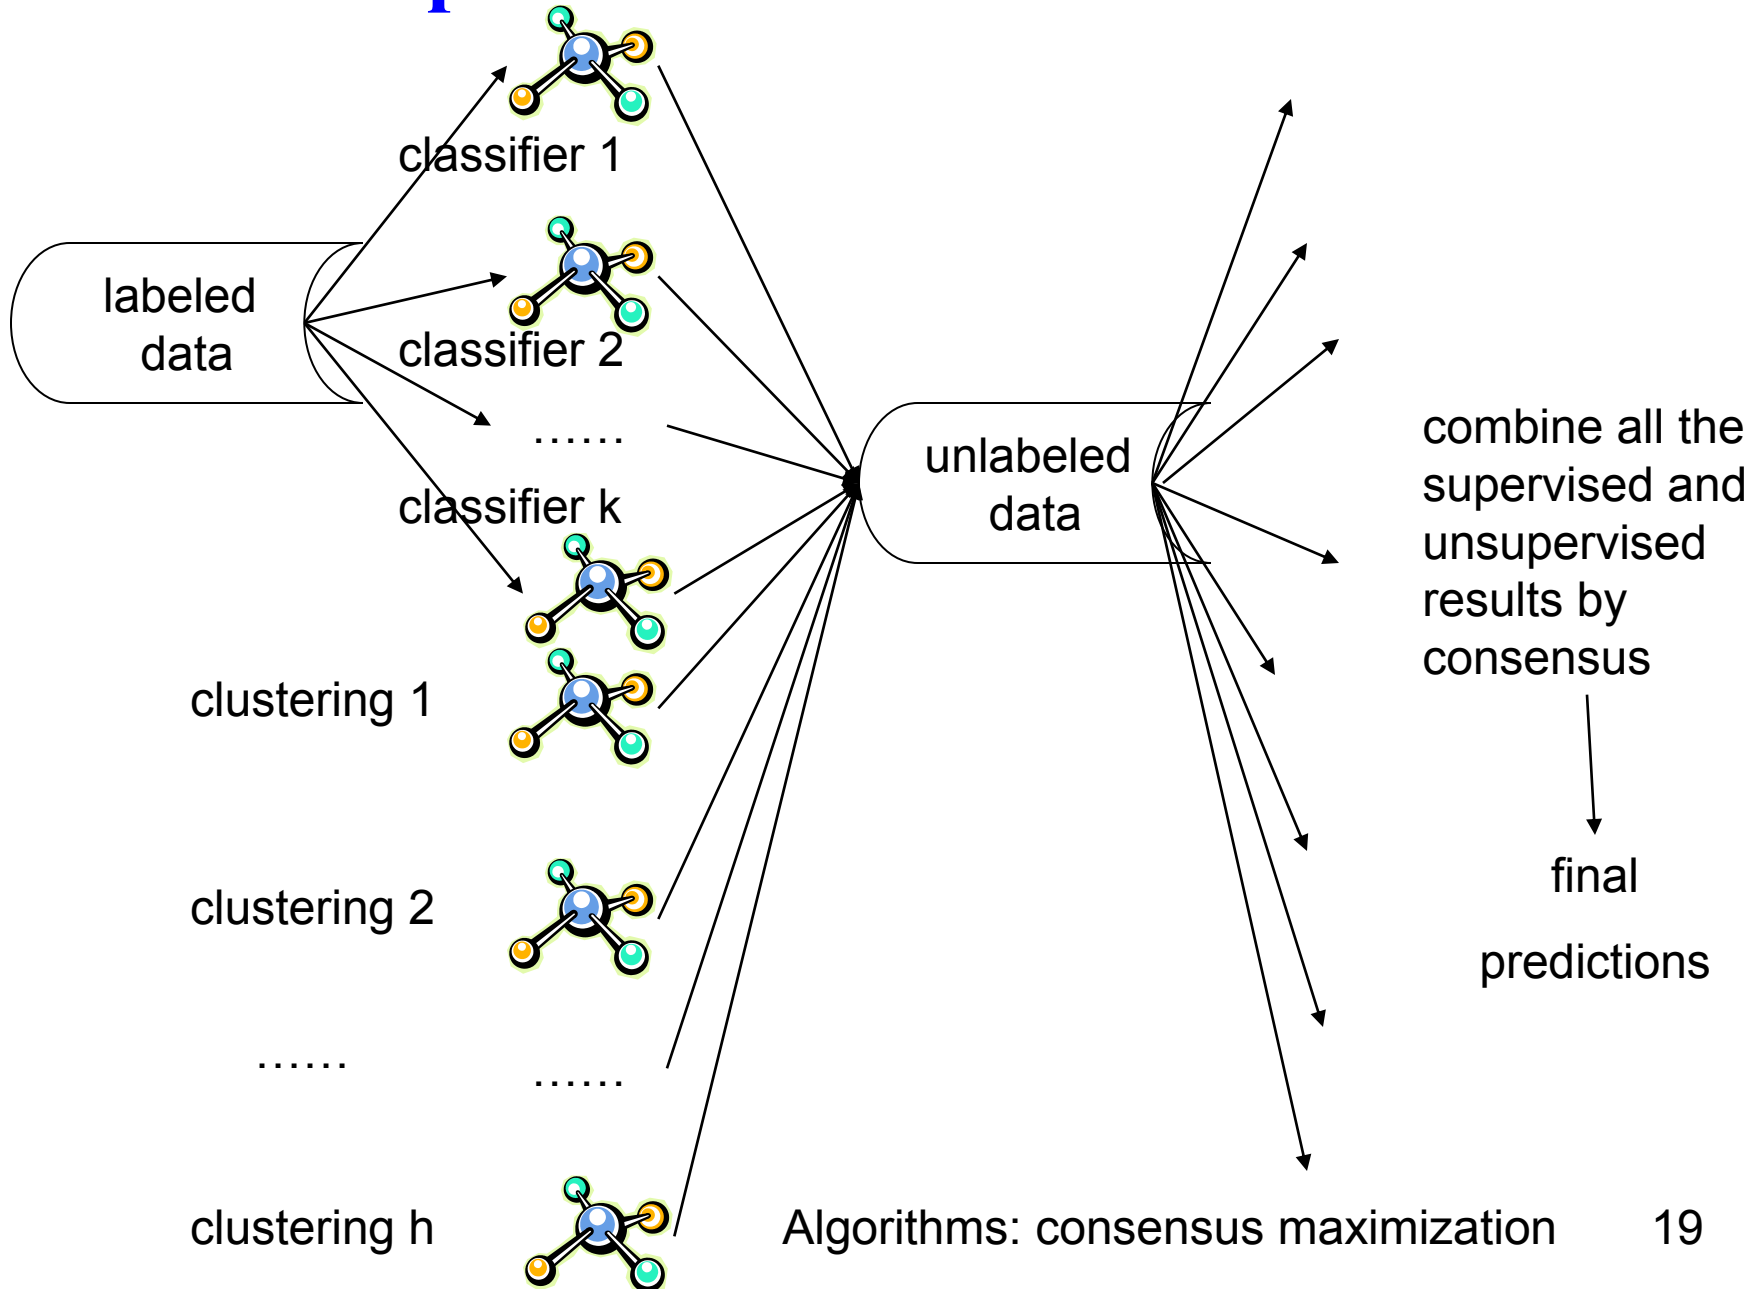 classifier 1
labeled
data
classifier 2
......
classifier k
unlabeled
data
combine all the
supervised and
unsupervised
results by
consensus
clustering 1
clustering 2
final
predictions
......
......
clustering h
Algorithms: consensus maximization
19